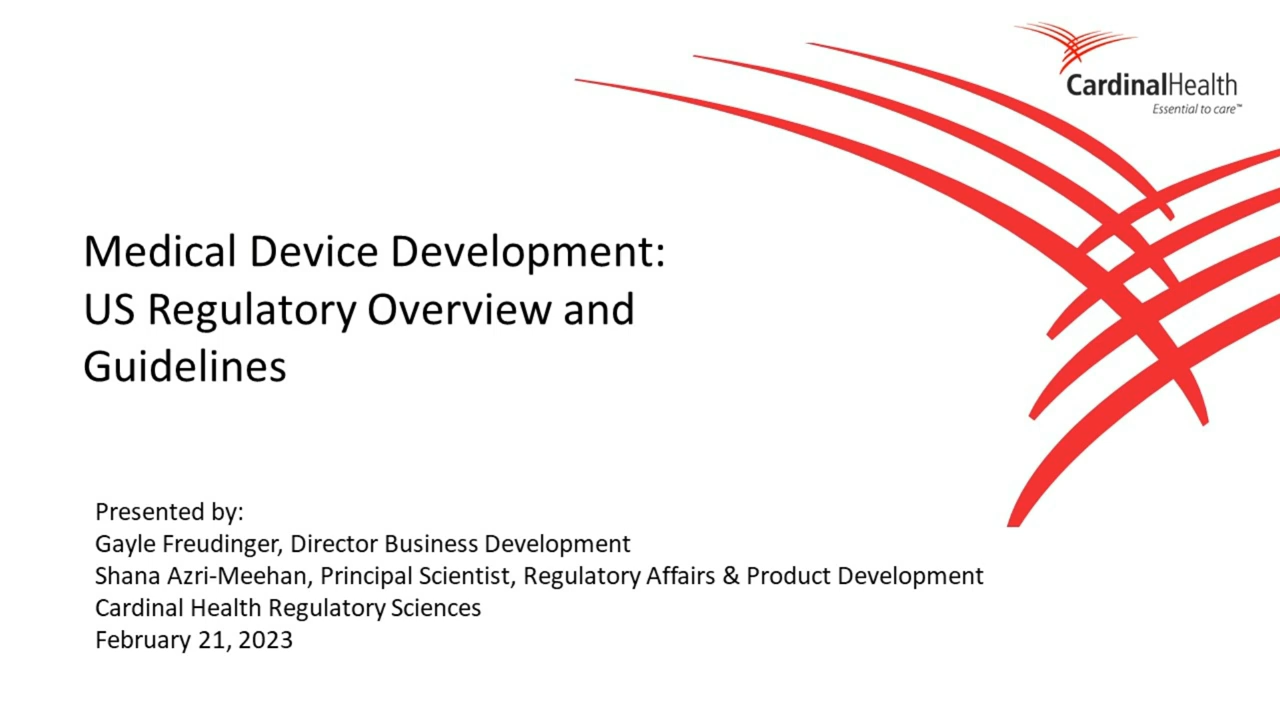 CardinalHealth
Essential to care™
Medical Device Development:
US Regulatory Overview and
Guidelines
Presented by:
Gayle Freudinger, Director Business Development
Shana Azri-Meehan, Principal Scientist, Regulatory Affairs & Product Development
Cardinal Health Regulatory Sciences
February 21, 2023